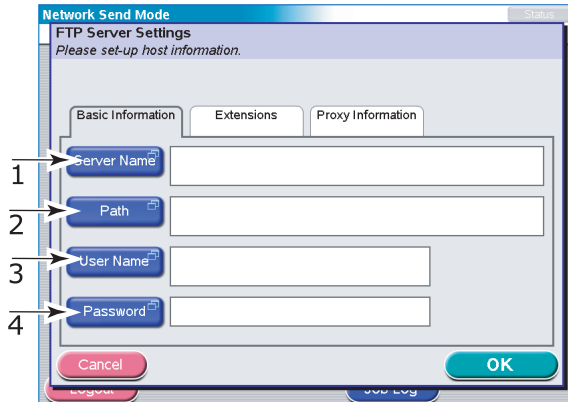 Network Send Mode
Status
FTP Server Settings
Please set-up host information.
Basic Information
Extensions
Proxy Information
1
Server Name
2
Path
3
User Name
4
Password
Cancel
OK
Logout
Job Log